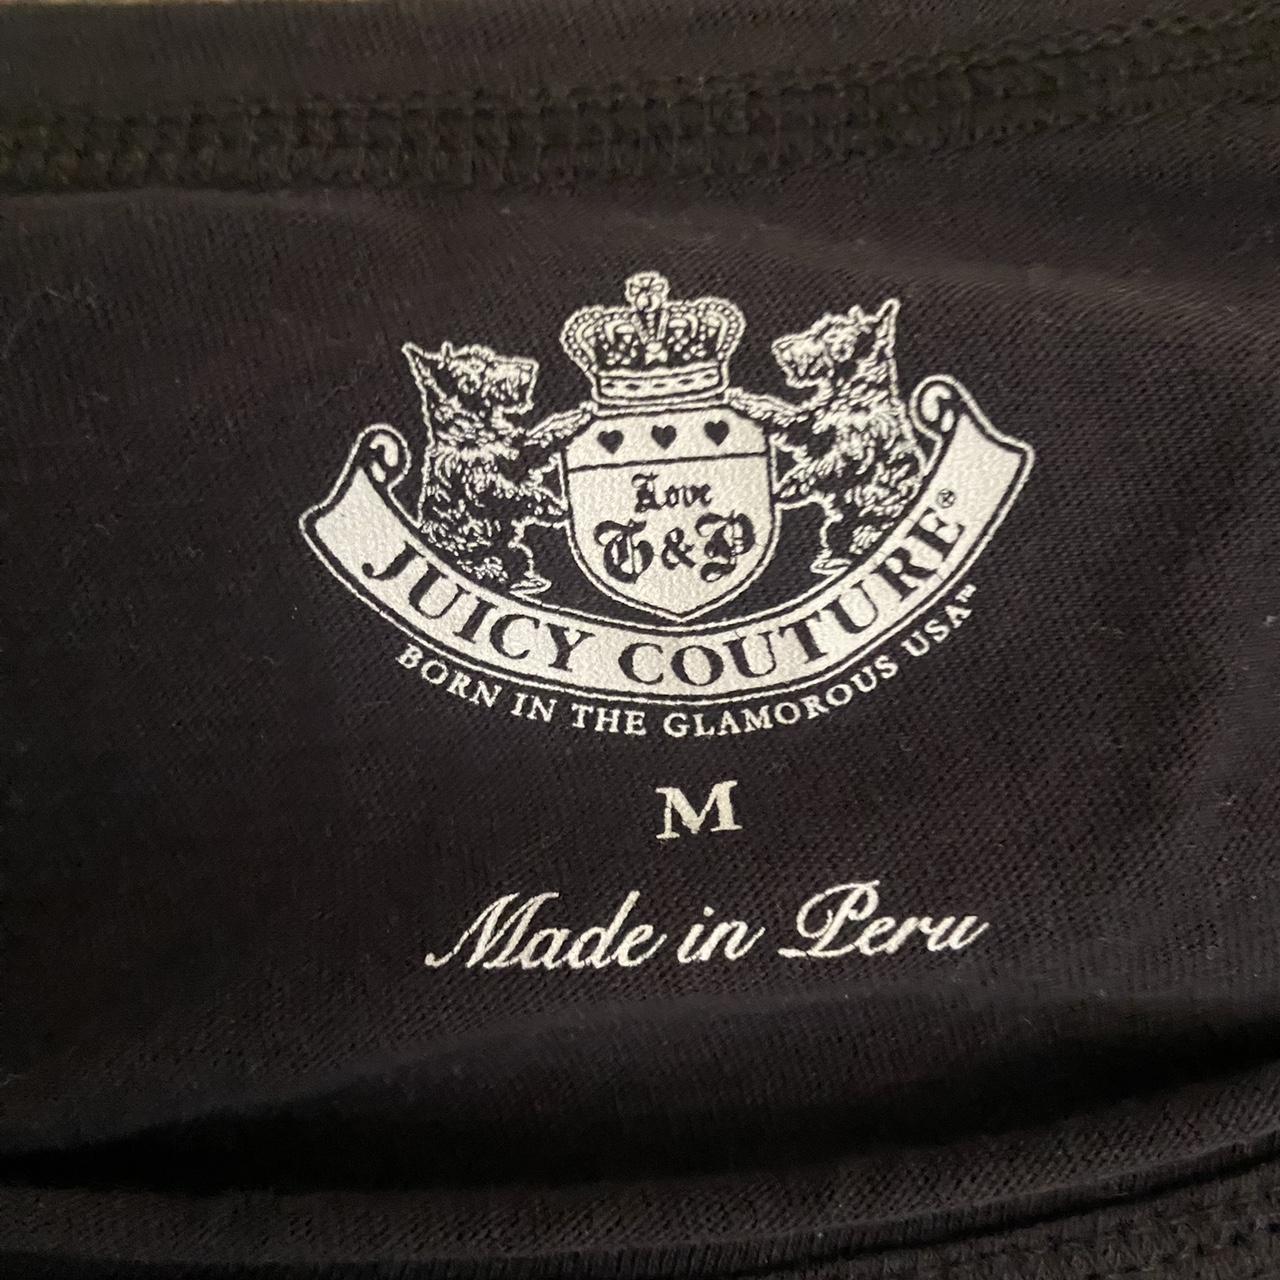 Love
G&P
JUICY COUTURE®
BORN IN THE GLAMOROUS USA™
M
Made in Peru